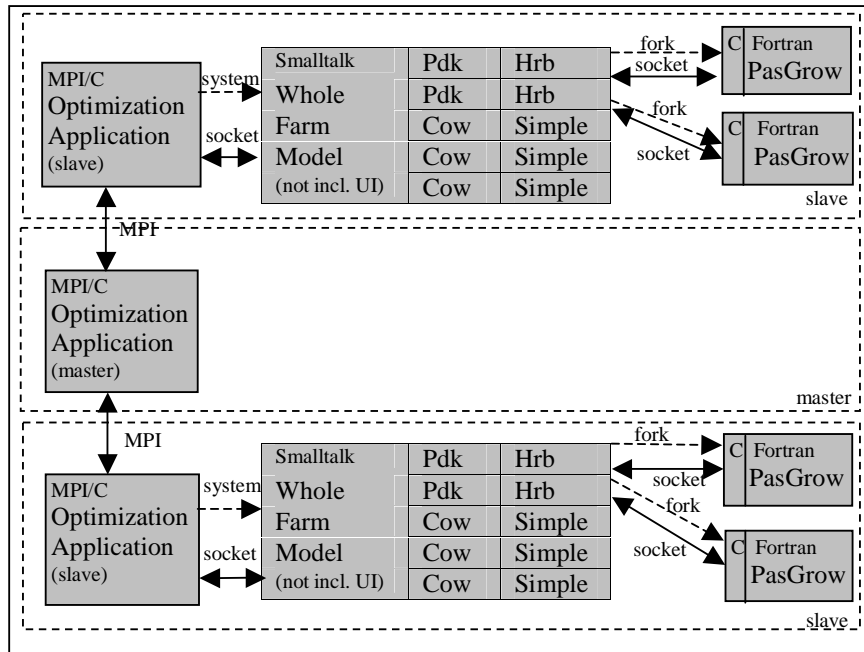 MPI/C
Optimization
Application
(slave)
system
socket
Smalltalk
Whole
Farm
Model
(not incl. UI)
Pdk Hrb
Pdk Hrb
Cow Simple
Cow Simple
Cow Simple
fork
socket
C Fortran
PasGrow
fork
socket
C Fortran
PasGrow
slave
MPI
MPI/C
Optimization
Application
(master)
master
MPI
MPI/C
Optimization
Application
(slave)
system
socket
Smalltalk
Whole
Farm
Model
(not incl. UI)
Pdk Hrb
Pdk Hrb
Cow Simple
Cow Simple
Cow Simple
fork
socket
C Fortran
PasGrow
fork
socket
C Fortran
PasGrow
slave